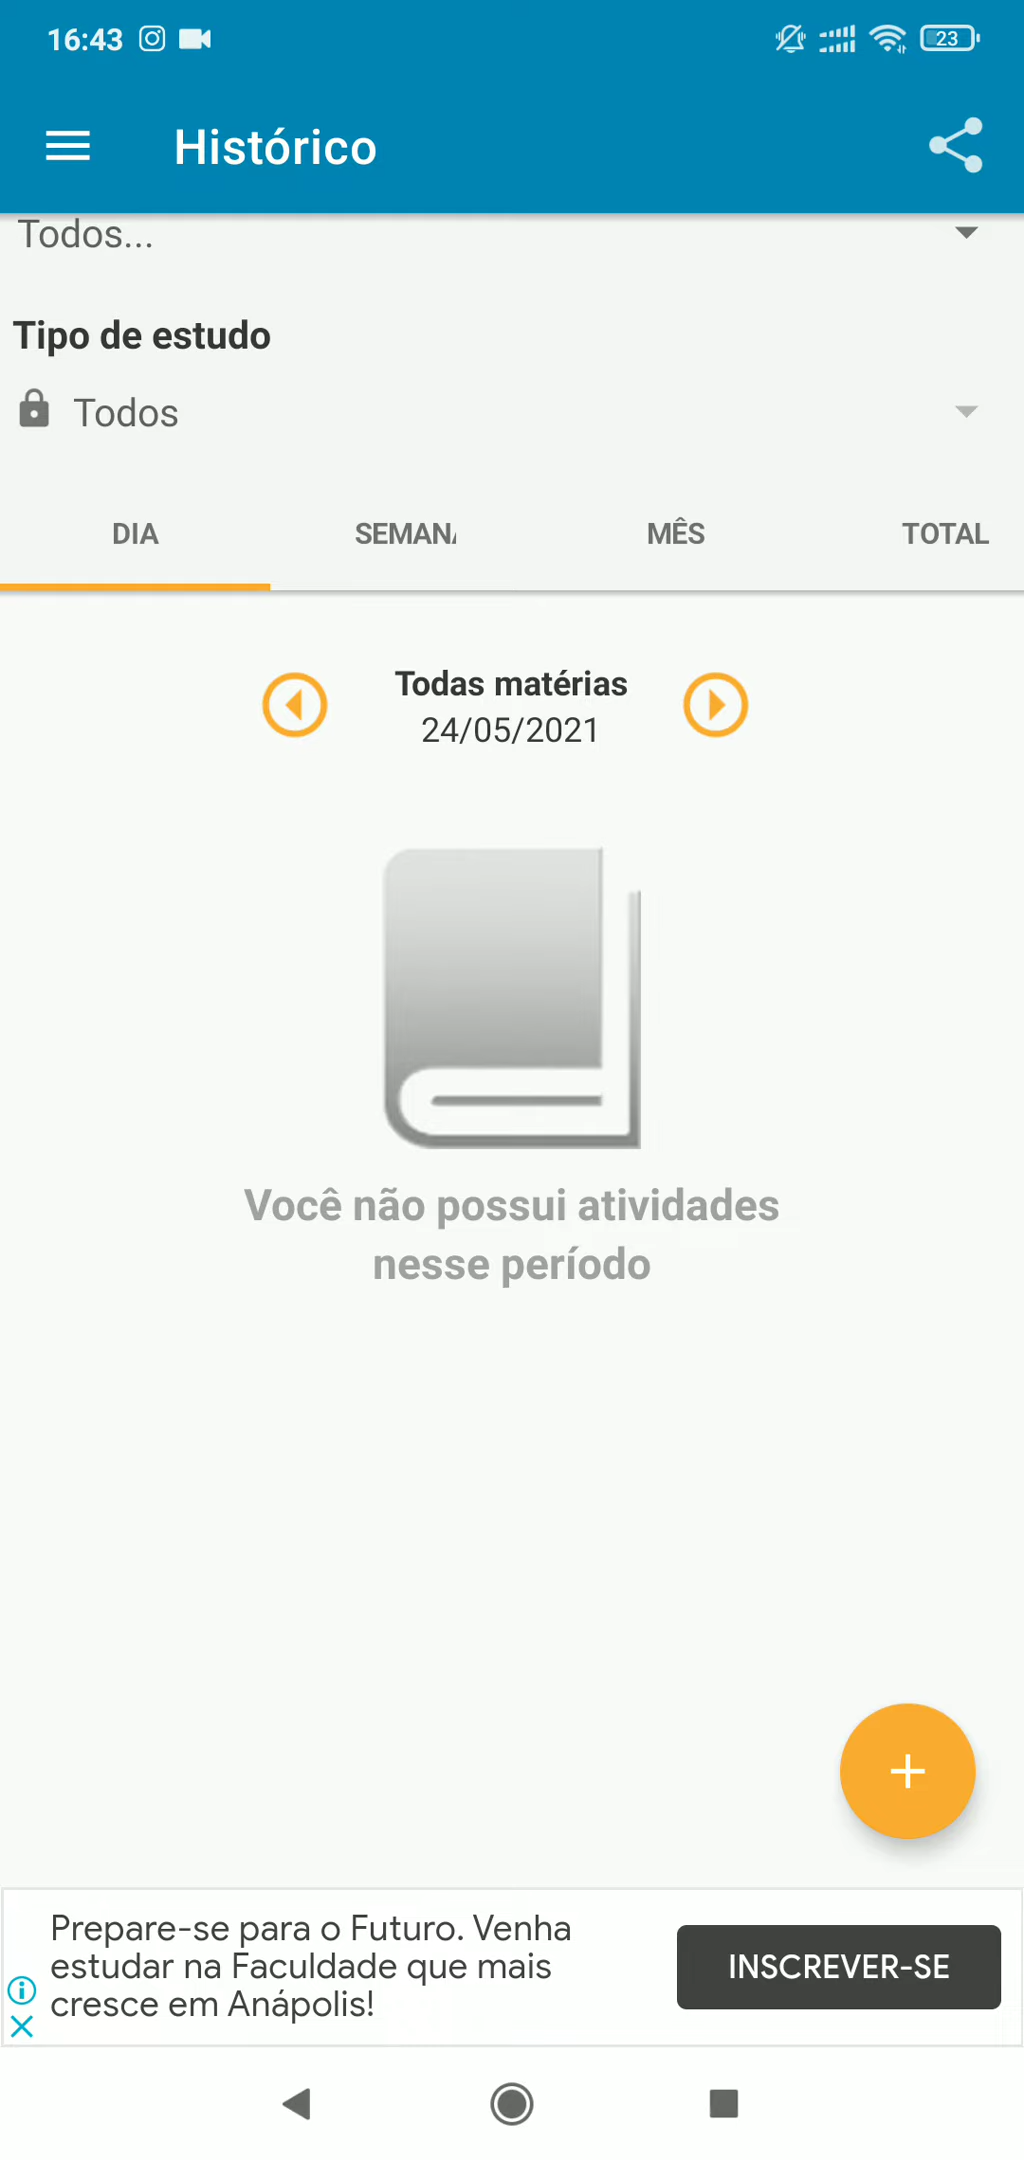 16:43
23
Histórico
Todos...
Tipo de estudo
Todos
DIA SEMANA MÊS TOTAL
Todas matérias
24/05/2021
Você não possui atividades
nesse período
+
Prepare-se para o Futuro. Venha
estudar na Faculdade que mais
cresce em Anápolis!
INSCREVER-SE